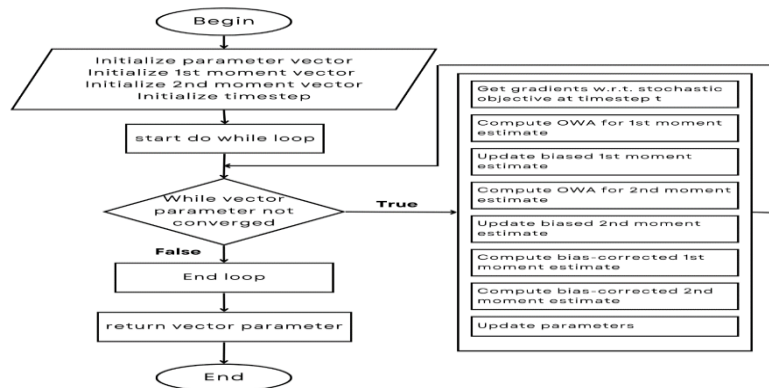 Begin
Initialize parameter vector
Initialize 1st moment vector
Initialize 2nd moment vector
Initialize timestep
start do while loop
While vector
parameter not
converged
True
False
End loop
return vector parameter
End
Get gradients w.r.t. stochastic
objective at timestep t
Compute OWA for 1st moment
estimate
Update biased 1st moment
estimate
Compute OWA for 2nd moment
estimate
Update biased 2nd moment
estimate
Compute bias-corrected 1st
moment estimate
Compute bias-corrected 2nd
moment estimate
Update parameters